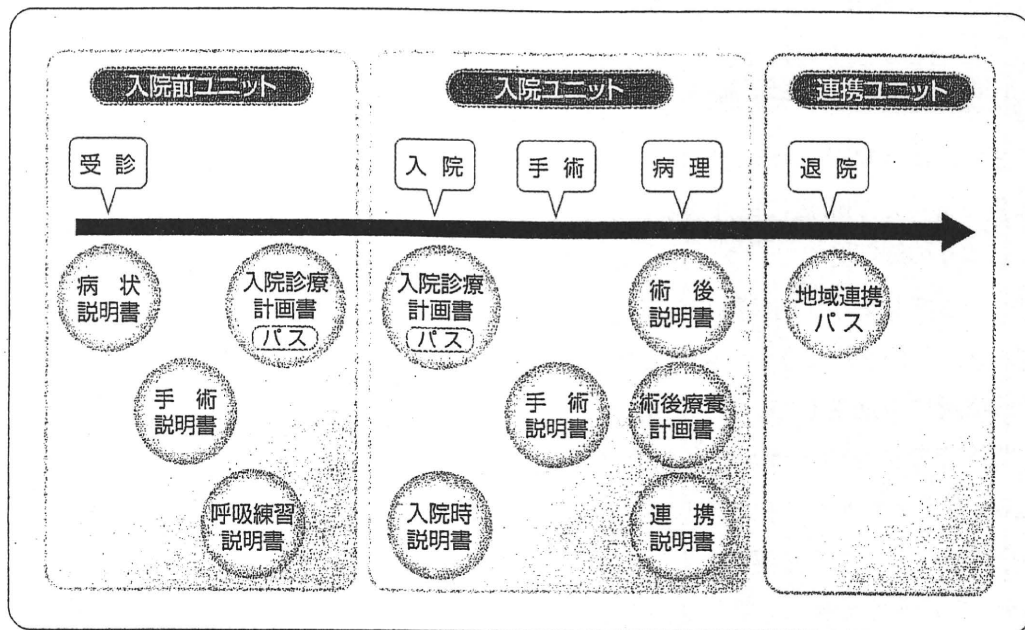 入院前ユニット
入院ユニット
連携ユニット
受診
入院
手術
病理
退院
病状
説明書
入院診療
計画書
パス
手術
説明書
呼吸練習
説明書
入院診療
計画書
パス
手術
説明書
入院時
説明書
術後
説明書
術後療養
計画書
連携
説明書
地域連携
パス